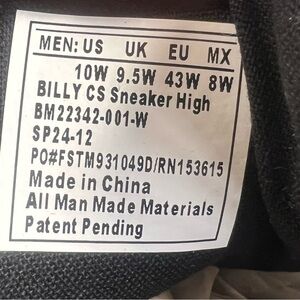 MEN: US UK EU MX
10W 9.5W 43W 8W
BILLY CS Sneaker High
BM22342-001-W
SP24-12
PO#FSTM931049D/RN153615
Made in China
All Man Made Materials
Patent Pending